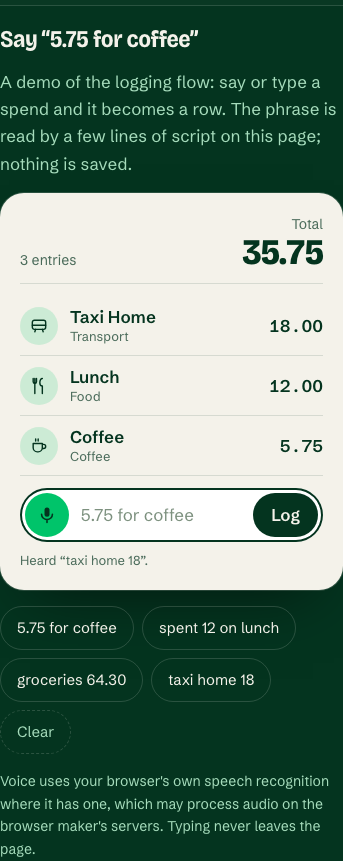 Say “5.75 for coffee”
A demo of the logging flow: say or type a
spend and it becomes a row. The phrase is
read by a few lines of script on this page;
nothing is saved.
Total
3 entries
35.75
Taxi Home
Transport
18.00
Lunch
Food
12.00
Coffee
Coffee
5.75
5.75 for coffee
Log
Heard “taxi home 18”.
5.75 for coffee
spent 12 on lunch
groceries 64.30
taxi home 18
Clear
Voice uses your browser's own speech recognition
where it has one, which may process audio on the
browser maker's servers. Typing never leaves the
page.